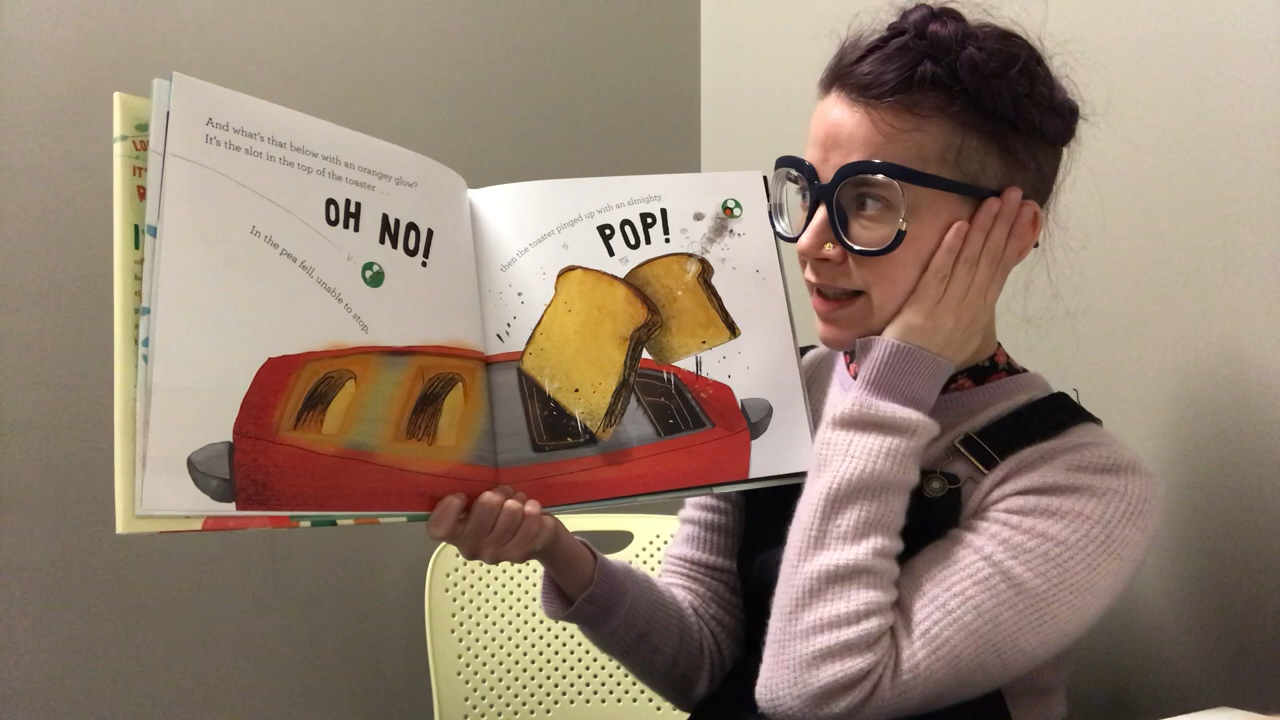 And what's that below with an orangey glow?
It's the slot in the top of the toaster ...
OH NO!
In the pea fell, unable to stop,
then the toaster pinged up with an almighty
POP!